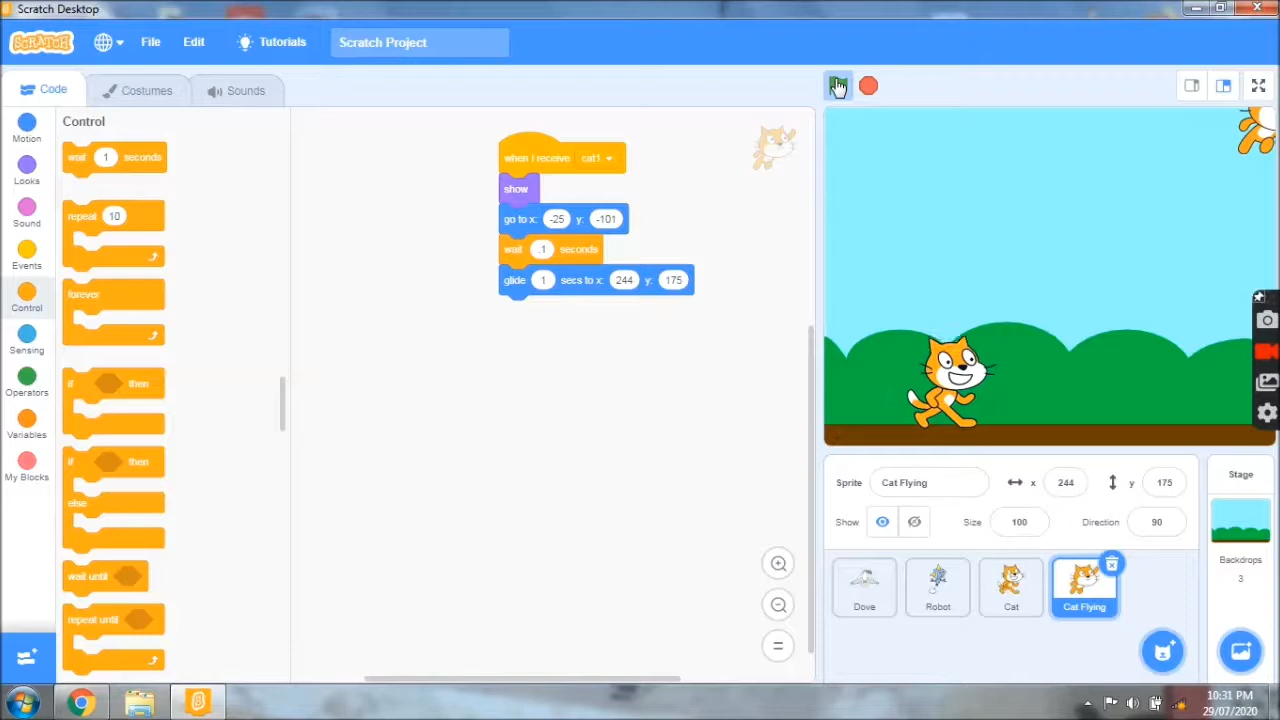 Scratch Desktop
SCRATCH
File
Edit
Tutorials
Scratch Project
Code
Costumes
Sounds
Motion
Looks
Sound
Events
Control
Sensing
Operators
Variables
My Blocks
Control
wait 1 seconds
repeat 10
forever
if then
if then
else
wait until
repeat until
when I receive cat1
show
go to x: -25 y: -101
wait .1 seconds
glide 1 secs to x: 244 y: 175
Sprite Cat Flying x 244 y 175
Show Size 100 Direction 90
Dove
Robot
Cat
Cat Flying
Stage
Backdrops
3
10:31 PM
29/07/2020